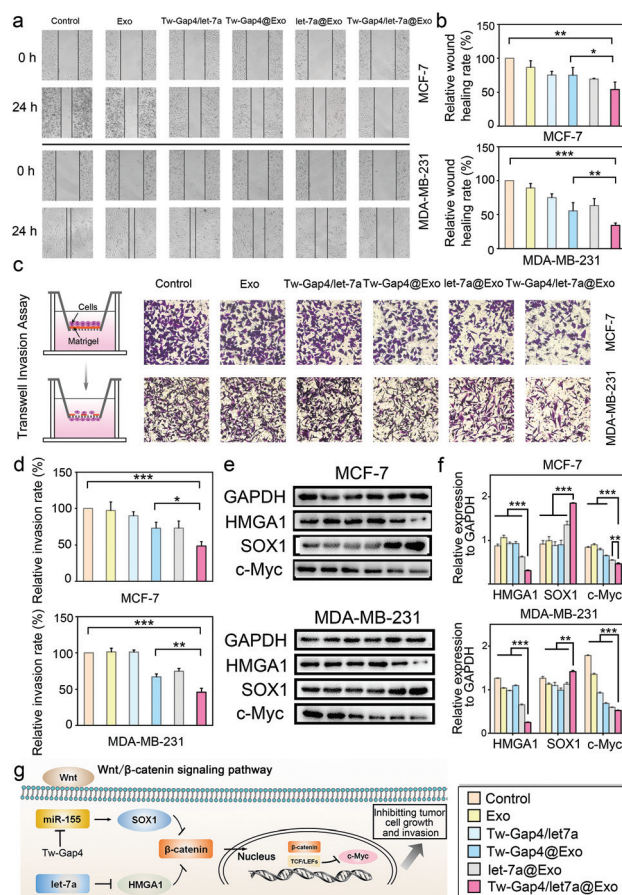 a
Control Exo Tw-Gap4/let-7a Tw-Gap4@Exo let-7a@Exo Tw-Gap4/let-7a@Exo
0 h
24 h
MCF-7
0 h
24 h
MDA-MB-231
b
Relative wound healing rate (%)
100
50
0
**
*
MCF-7
Relative wound healing rate (%)
100
50
0
***
**
MDA-MB-231
c
Transwell Invasion Assay
Cells
Matrigel
Control Exo Tw-Gap4/let-7a Tw-Gap4@Exo let-7a@Exo Tw-Gap4/let-7a@Exo
MCF-7
MDA-MB-231
d
Relative invasion rate (%)
150
100
50
0
***
*
MCF-7
Relative invasion rate (%)
150
100
50
0
***
**
MDA-MB-231
e
MCF-7
GAPDH
HMGA1
SOX1
c-Myc
MDA-MB-231
GAPDH
HMGA1
SOX1
c-Myc
f
MCF-7
Relative expression to GAPDH
2
1
0
***
***
***
**
HMGA1 SOX1 c-Myc
MDA-MB-231
Relative expression to GAPDH
2
1
0
***
**
***
HMGA1 SOX1 c-Myc
g
Wnt
Wnt/β-catenin signaling pathway
miR-155
SOX1
Tw-Gap4
β-catenin
let-7a
HMGA1
Nucleus
β-catenin
TCF/LEFs
c-Myc
Inhibiting tumor
cell growth and
invasion
Control
Exo
Tw-Gap4/let7a
Tw-Gap4@Exo
let-7a@Exo
Tw-Gap4/let7a@Exo